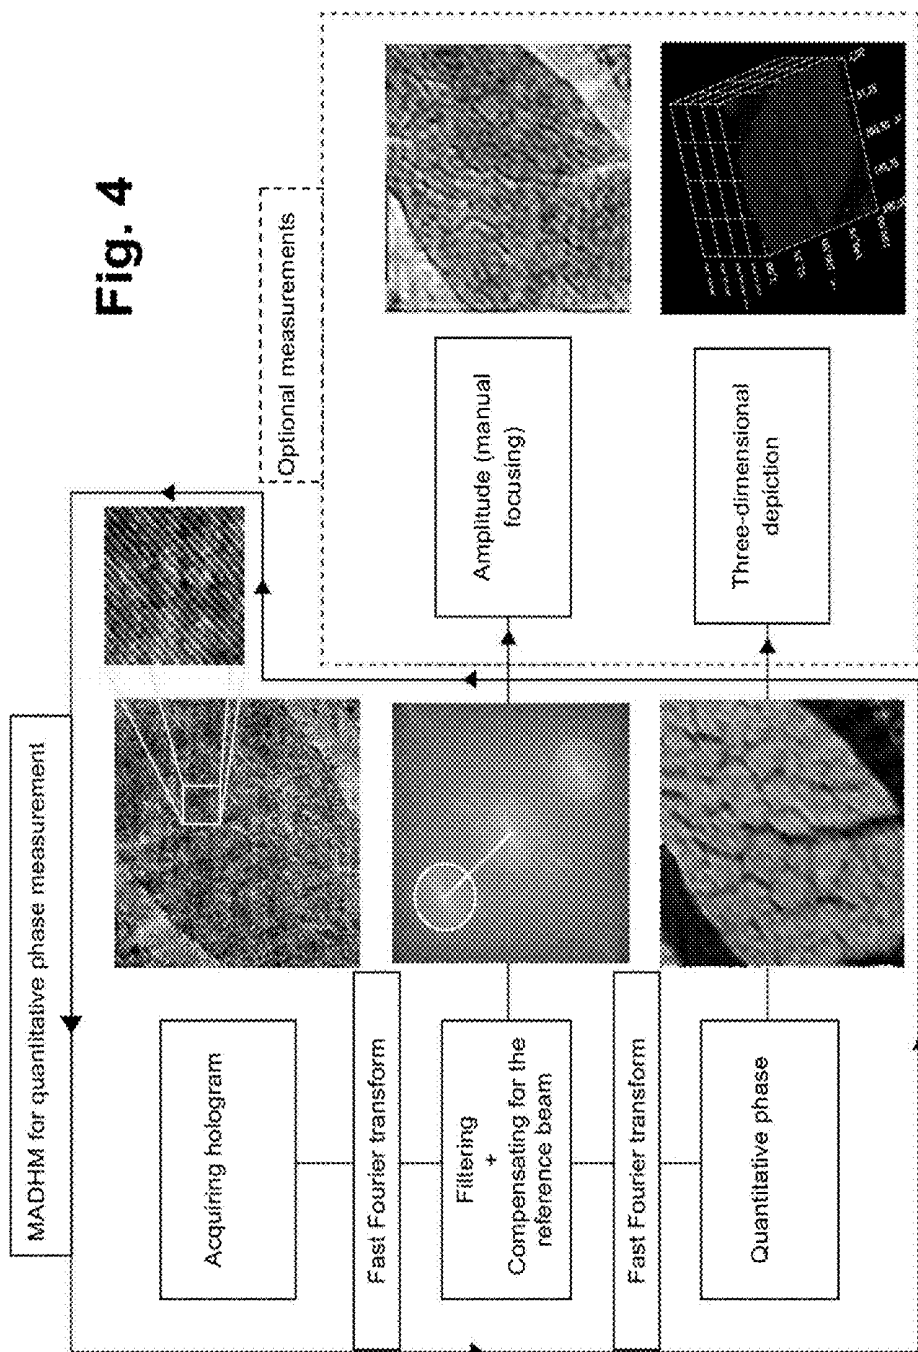 Fig. 4
MADHM for quantitative phase measurement
Optional measurements
Acquiring hologram
Fast Fourier transform
Filtering
+
Compensating for the
reference beam
Amplitude (manual
focusing)
Fast Fourier transform
Quantitative phase
Three-dimensional
depiction